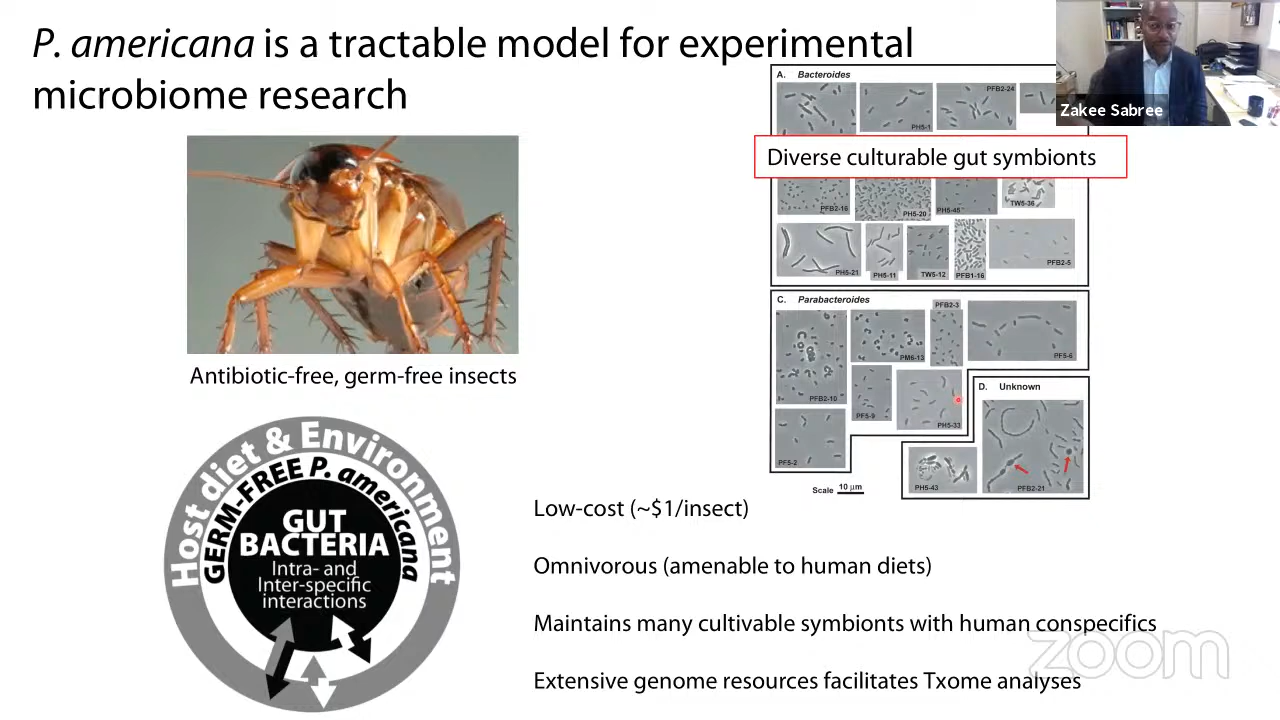 P. americana is a tractable model for experimental
microbiome research
Zakee Sabree
A. Bacteroides
PFB2-24
PH5-1
Diverse culturable gut symbionts
PFB2-16
PH5-20
PH5-45
TW5-36
PH5-21
PH5-11
TW5-12
PFB1-16
PFB2-5
C. Parabacteroides
PFB2-3
PM6-13
PF5-6
PFB2-10
PF5-9
PH5-33
PF5-2
D. Unknown
PH5-43
PFB2-21
Scale 10 µm
Antibiotic-free, germ-free insects
Host diet & Environment
GERM-FREE P. americana
GUT
BACTERIA
Intra- and
Inter-specific
interactions
Low-cost (~$1/insect)
Omnivorous (amenable to human diets)
Maintains many cultivable symbionts with human conspecifics
Extensive genome resources facilitates Txome analyses
zoom